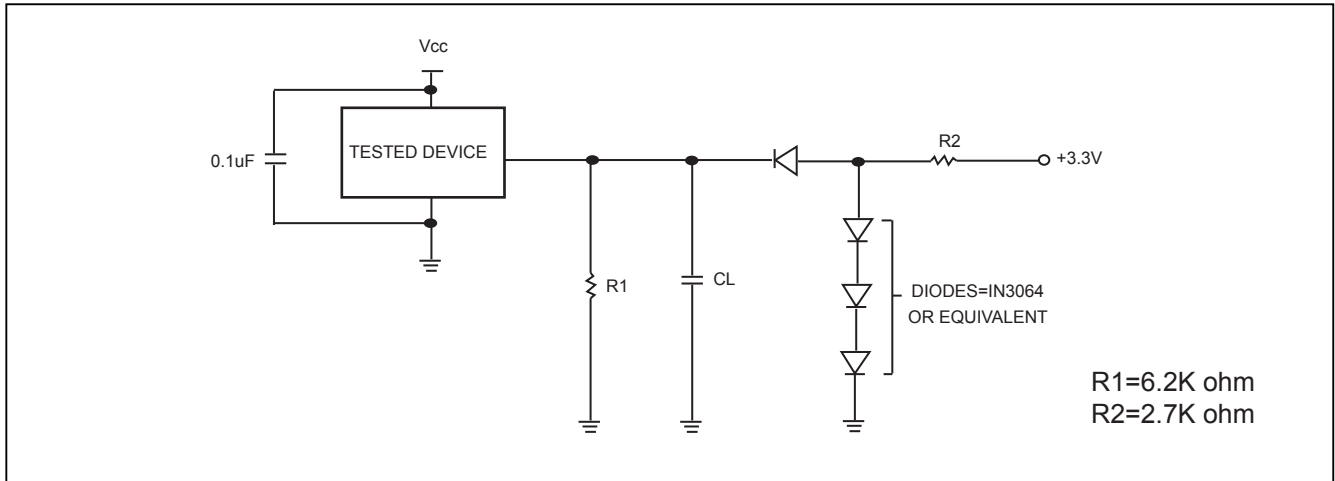 Vcc
0.1uF
TESTED DEVICE
R2
+3.3V
R1
CL
DIODES=IN3064
OR EQUIVALENT
R1=6.2K ohm
R2=2.7K ohm